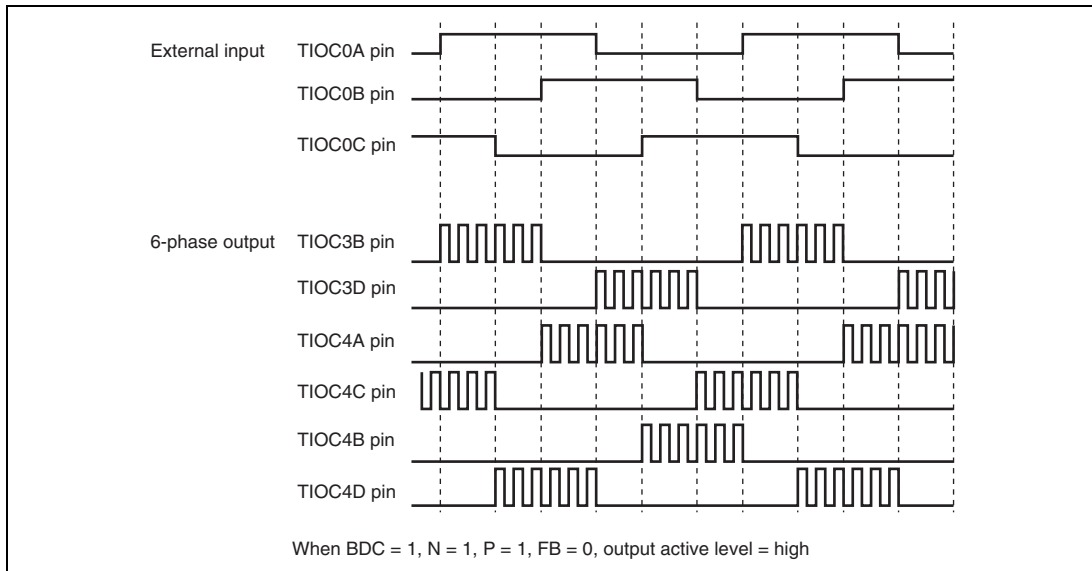 External input TIOC0A pin
TIOC0B pin
TIOC0C pin
6-phase output TIOC3B pin
TIOC3D pin
TIOC4A pin
TIOC4C pin
TIOC4B pin
TIOC4D pin
When BDC = 1, N = 1, P = 1, FB = 0, output active level = high